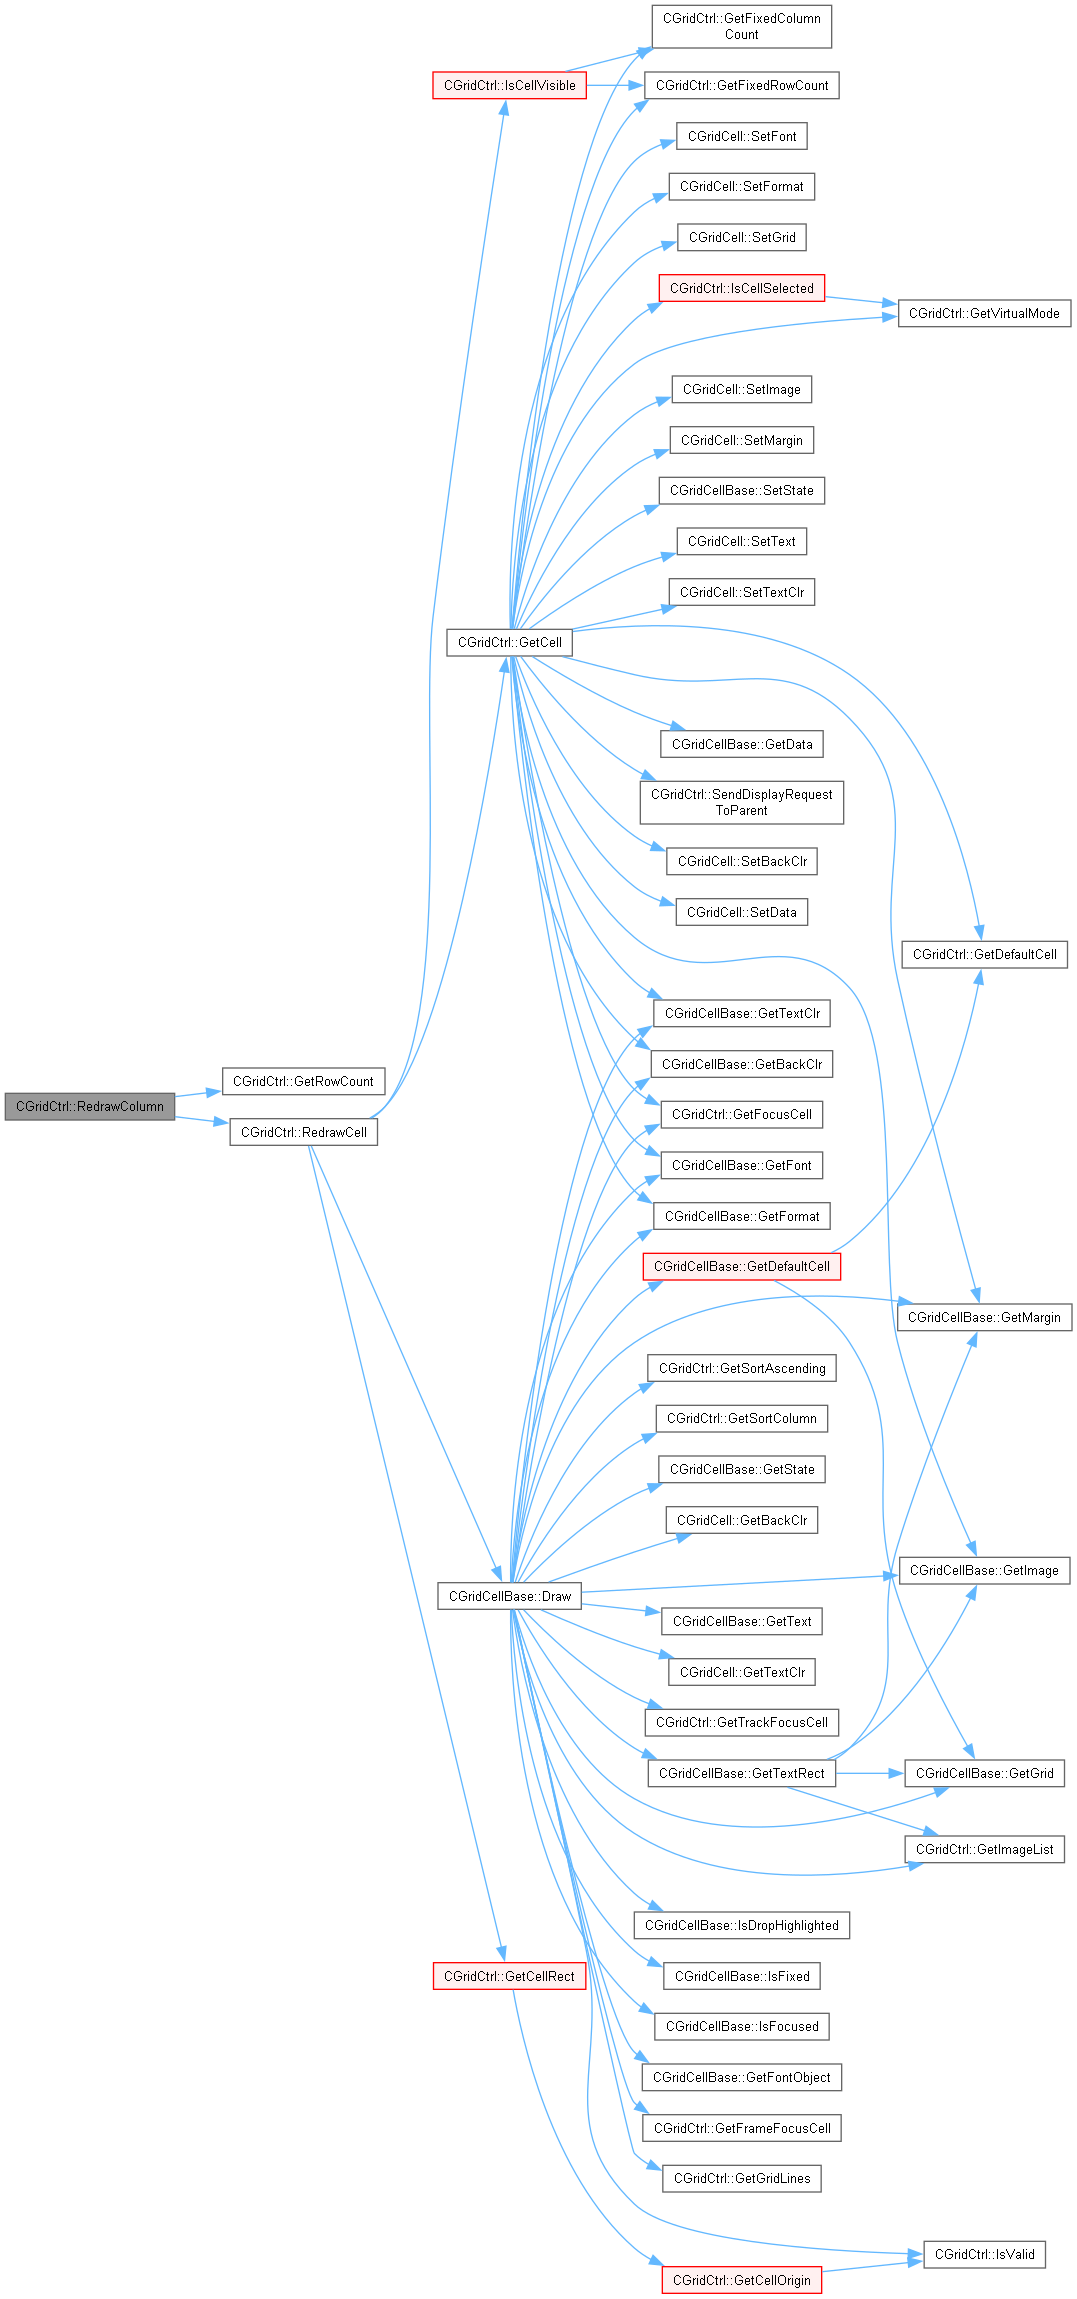 CGridCtrl::GetFixedColumn
Count
CGridCtrl::IsCellVisible
CGridCtrl::GetFixedRowCount
CGridCell::SetFont
CGridCell::SetFormat
CGridCell::SetGrid
CGridCtrl::IsCellSelected
CGridCtrl::GetVirtualMode
CGridCell::SetImage
CGridCell::SetMargin
CGridCellBase::SetState
CGridCell::SetText
CGridCell::SetTextClr
CGridCtrl::GetCell
CGridCellBase::GetData
CGridCtrl::SendDisplayRequest
ToParent
CGridCell::SetBackClr
CGridCell::SetData
CGridCtrl::GetDefaultCell
CGridCellBase::GetTextClr
CGridCellBase::GetBackClr
CGridCtrl::GetRowCount
CGridCtrl::RedrawColumn
CGridCtrl::GetFocusCell
CGridCtrl::RedrawCell
CGridCellBase::GetFont
CGridCellBase::GetFormat
CGridCellBase::GetDefaultCell
CGridCellBase::GetMargin
CGridCtrl::GetSortAscending
CGridCtrl::GetSortColumn
CGridCellBase::GetState
CGridCell::GetBackClr
CGridCellBase::GetImage
CGridCellBase::Draw
CGridCellBase::GetText
CGridCell::GetTextClr
CGridCtrl::GetTrackFocusCell
CGridCellBase::GetTextRect
CGridCellBase::GetGrid
CGridCtrl::GetImageList
CGridCellBase::IsDropHighlighted
CGridCtrl::GetCellRect
CGridCellBase::IsFixed
CGridCellBase::IsFocused
CGridCellBase::GetFontObject
CGridCtrl::GetFrameFocusCell
CGridCtrl::GetGridLines
CGridCtrl::IsValid
CGridCtrl::GetCellOrigin